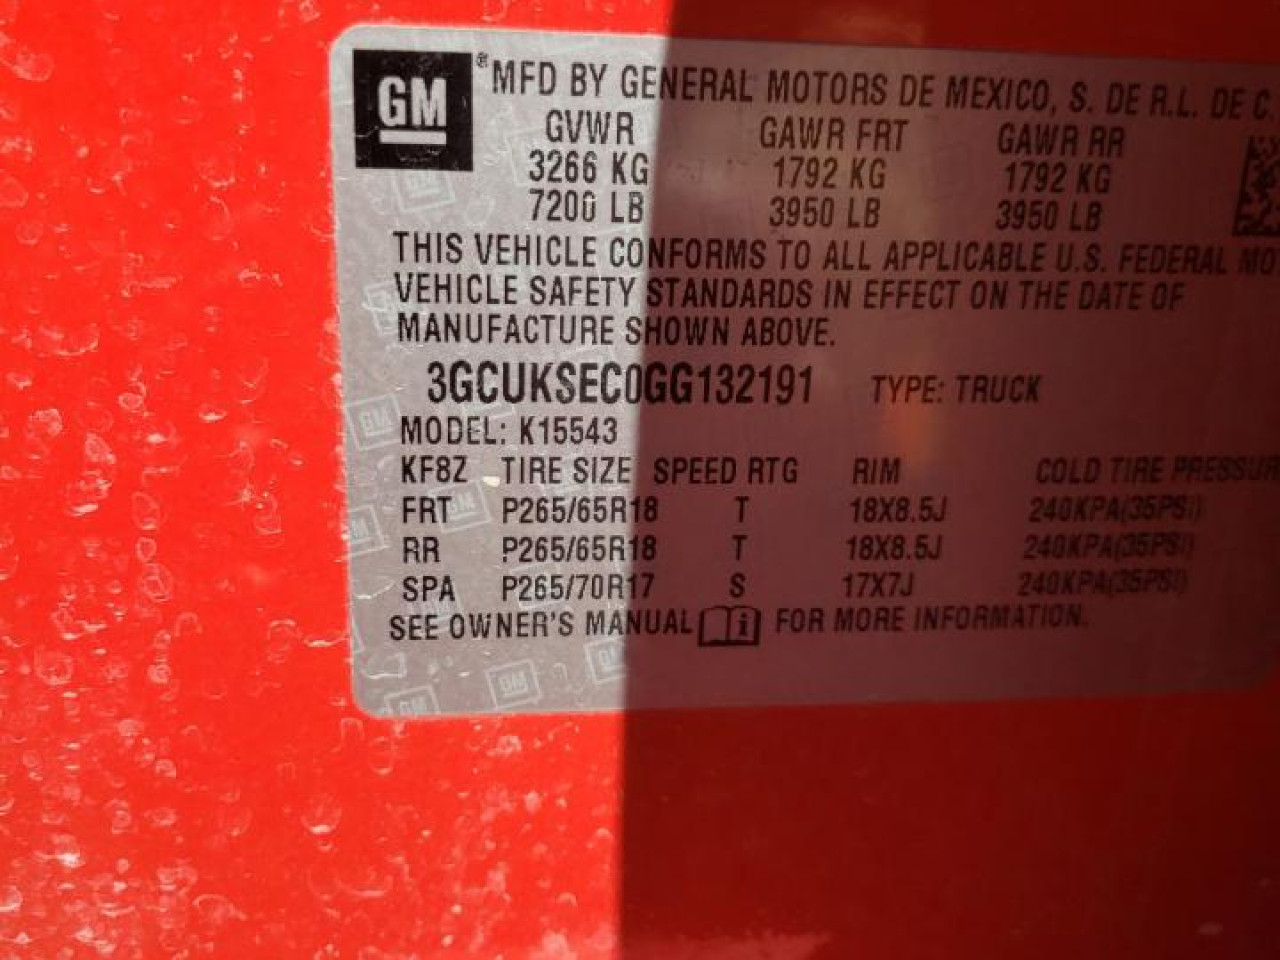 GM ® MFD BY GENERAL MOTORS DE MEXICO, S. DE R.L. DE C.
GVWR GAWR FRT GAWR RR
3266 KG 1792 KG 1792 KG
7200 LB 3950 LB 3950 LB
THIS VEHICLE CONFORMS TO ALL APPLICABLE U.S. FEDERAL MO
VEHICLE SAFETY STANDARDS IN EFFECT ON THE DATE OF
MANUFACTURE SHOWN ABOVE.
3GCUKSEC0GG132191 TYPE: TRUCK
MODEL: K15543
KF8Z TIRE SIZE SPEED RTG RIM COLD TIRE PRESSUR
FRT P265/65R18 T 18X8.5J 240KPA(35PSI)
RR P265/65R18 T 18X8.5J 240KPA(35PSI)
SPA P265/70R17 S 17X7J 240KPA(35PSI)
SEE OWNER'S MANUAL i FOR MORE INFORMATION.